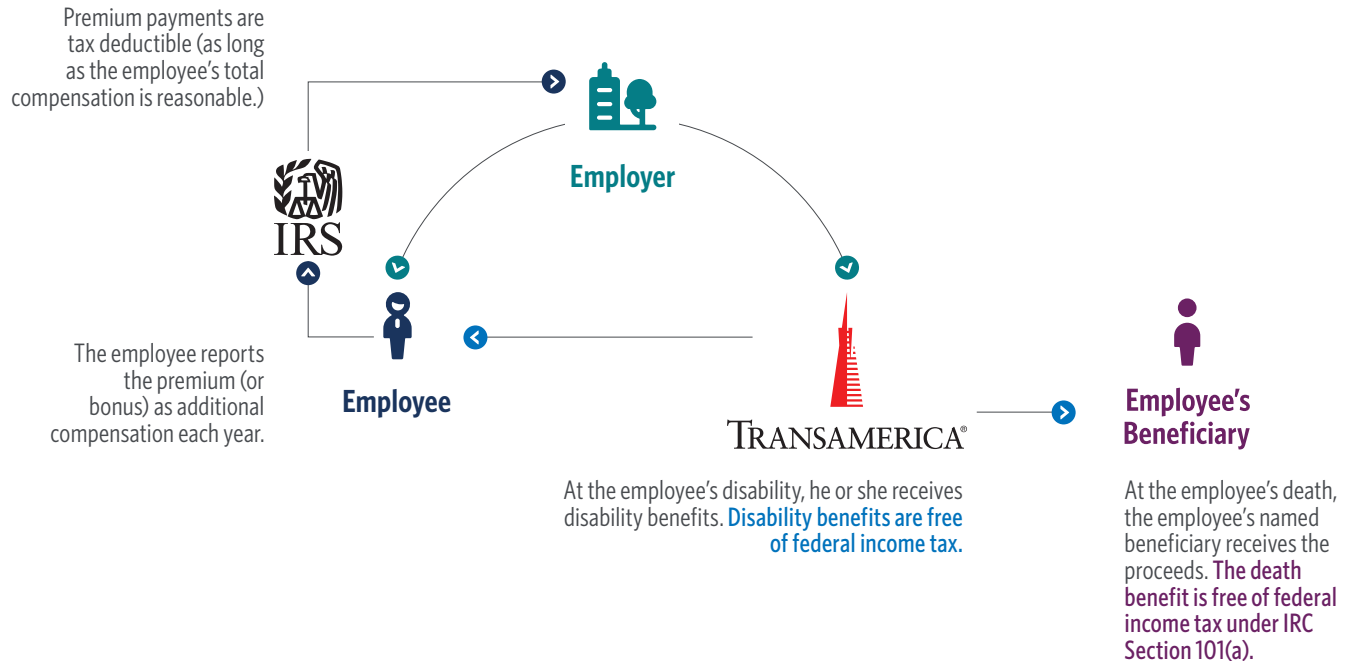 Premium payments are
tax deductible (as long
as the employee's total
compensation is reasonable.)
Employer
IRS
The employee reports
the premium (or
bonus) as additional
compensation each year.
Employee
TRANSAMERICA®
At the employee's disability, he or she receives
disability benefits. Disability benefits are free
of federal income tax.
Employee's
Beneficiary
At the employee's death,
the employee's named
beneficiary receives the
proceeds. The death
benefit is free of federal
income tax under IRC
Section 101(a).